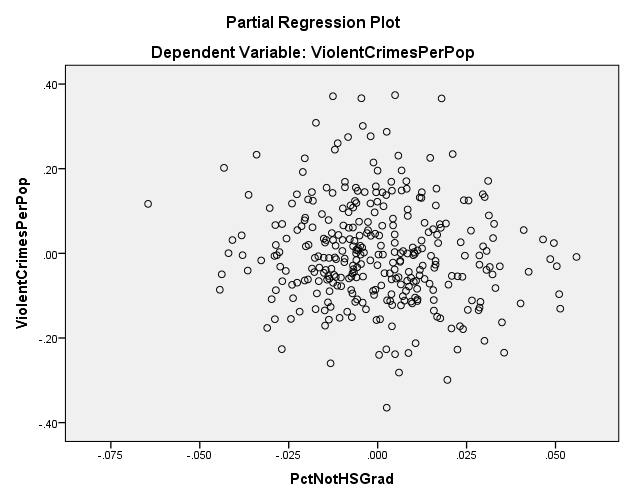 Partial Regression Plot
Dependent Variable: ViolentCrimesPerPop
ViolentCrimesPerPop
.40
.20
.00
-.20
-.40
-.075 -.050 -.025 .000 .025 .050
PctNotHSGrad